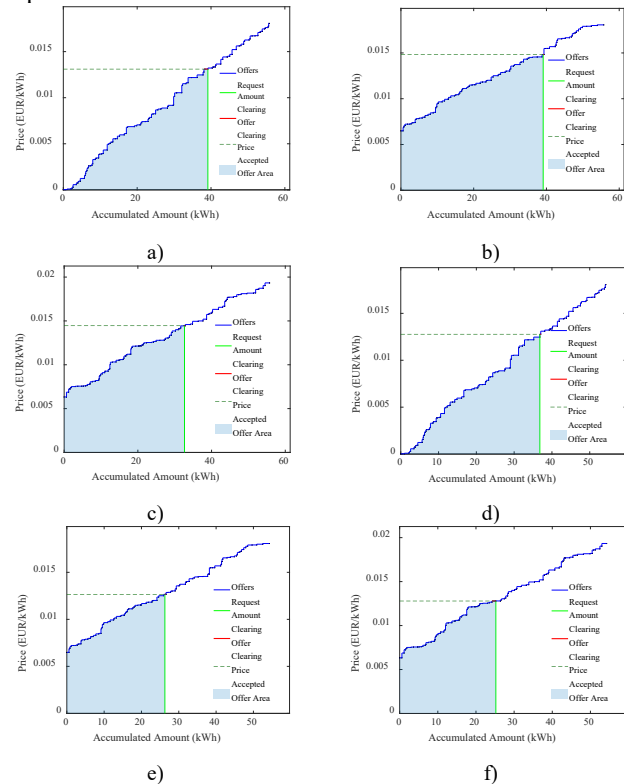 0.015
0.01
0.005
0
Price (EUR/kWh)
0 20 40 60
Accumulated Amount (kWh)
Offers
Request
Amount
Clearing
Offer
Clearing
Price
Accepted
Offer Area
a)
0.015
0.01
0.005
0
Price (EUR/kWh)
0 20 40 60
Accumulated Amount (kWh)
Offers
Request
Amount
Clearing
Offer
Clearing
Price
Accepted
Offer Area
b)
0.02
0.015
0.01
0.005
0
Price (EUR/kWh)
0 20 40 60
Accumulated Amount (kWh)
Offers
Request
Amount
Clearing
Offer
Clearing
Price
Accepted
Offer Area
c)
0.015
0.01
0.005
0
Price (EUR/kWh)
0 10 20 30 40 50
Accumulated Amount (kWh)
Offers
Request
Amount
Clearing
Offer
Clearing
Price
Accepted
Offer Area
d)
0.015
0.01
0.005
0
Price (EUR/kWh)
0 10 20 30 40 50
Accumulated Amount (kWh)
Offers
Request
Amount
Clearing
Offer
Clearing
Price
Accepted
Offer Area
e)
0.02
0.015
0.01
0.005
0
Price (EUR/kWh)
0 10 20 30 40 50
Accumulated Amount (kWh)
Offers
Request
Amount
Clearing
Offer
Clearing
Price
Accepted
Offer Area
f)